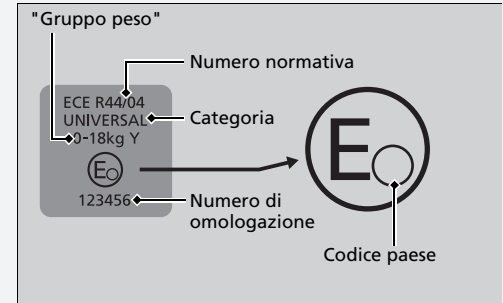 "Gruppo peso"
Numero normativa
ECE R44/04
UNIVERSAL
Categoria
0-18kg Y
E
E
123456
Numero di
omologazione
Codice paese